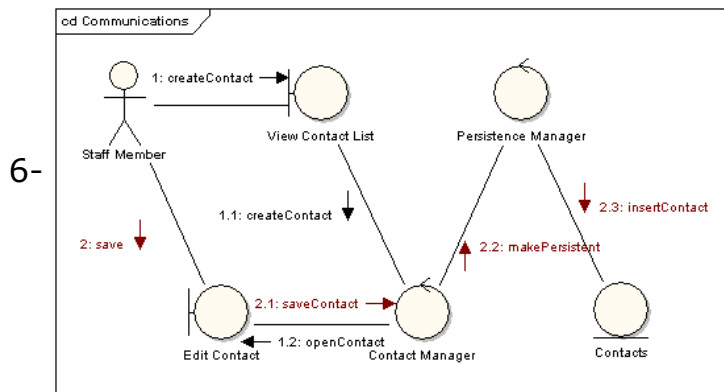 cd Communications
1: createContact
View Contact List
Persistence Manager
Staff Member
6-
2.3: insertContact
1.1: createContact
2: save
2.2: makePersistent
2.1: saveContact
1.2: openContact
Edit Contact
Contact Manager
Contacts